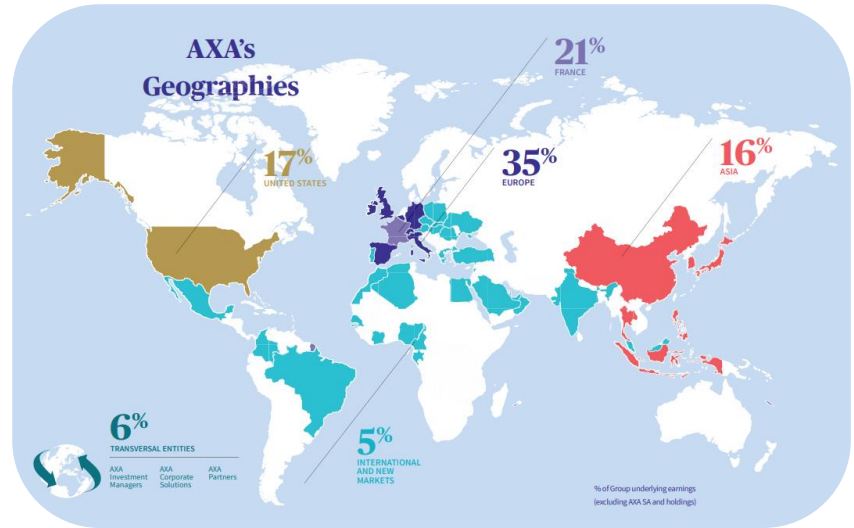 AXA's
Geographies
21%
FRANCE
17%
UNITED STATES
35%
EUROPE
16%
ASIA
6%
TRANSVERSAL ENTITIES
AXA
Investment
Managers
AXA
Corporate
Solutions
AXA
Partners
5%
INTERNATIONAL
AND NEW
MARKETS
% of Group underlying earnings
(excluding AXA SA and holdings)